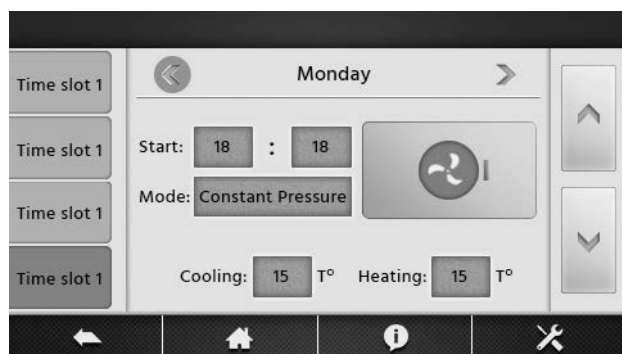 Monday
Time slot 1
Time slot 1
Time slot 1
Time slot 1
Start: 18 : 18
Mode: Constant Pressure
Cooling: 15 T° Heating: 15 T°